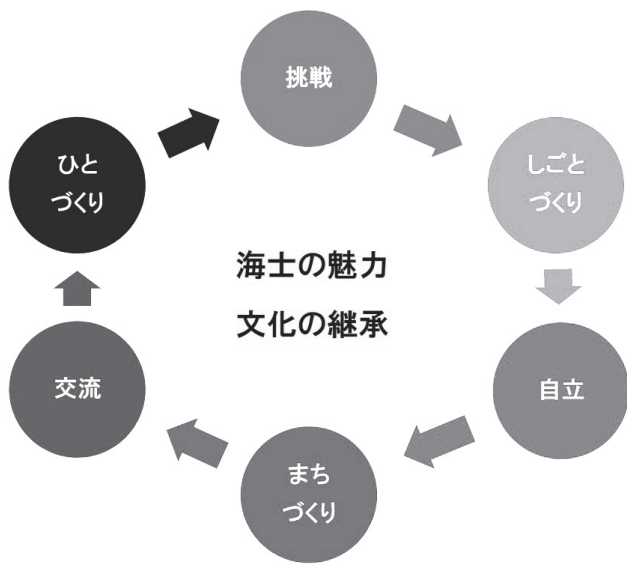 挑戦
しごと
づくり
自立
まち
づくり
交流
ひと
づくり
海士の魅力
文化の継承